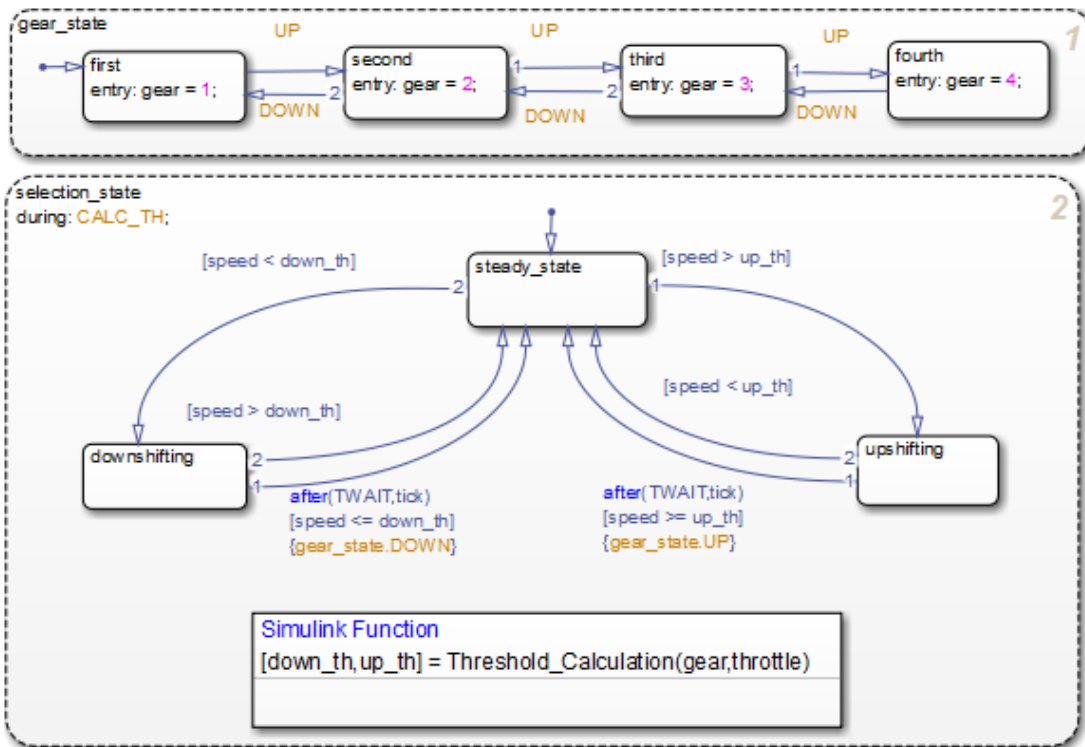 gear_state
1
UP
UP
UP
first
entry: gear = 1;
second
entry: gear = 2;
third
entry: gear = 3;
fourth
entry: gear = 4;
1
2
1
2
1
DOWN
DOWN
DOWN
selection_state
during: CALC_TH;
2
[speed < down_th]
steady_state
[speed > up_th]
2
1
[speed > down_th]
[speed < up_th]
downshifting
2
1
upshifting
2
1
after(TWAIT,tick)
[speed <= down_th]
{gear_state.DOWN}
after(TWAIT,tick)
[speed >= up_th]
{gear_state.UP}
Simulink Function
[down_th,up_th] = Threshold_Calculation(gear,throttle)